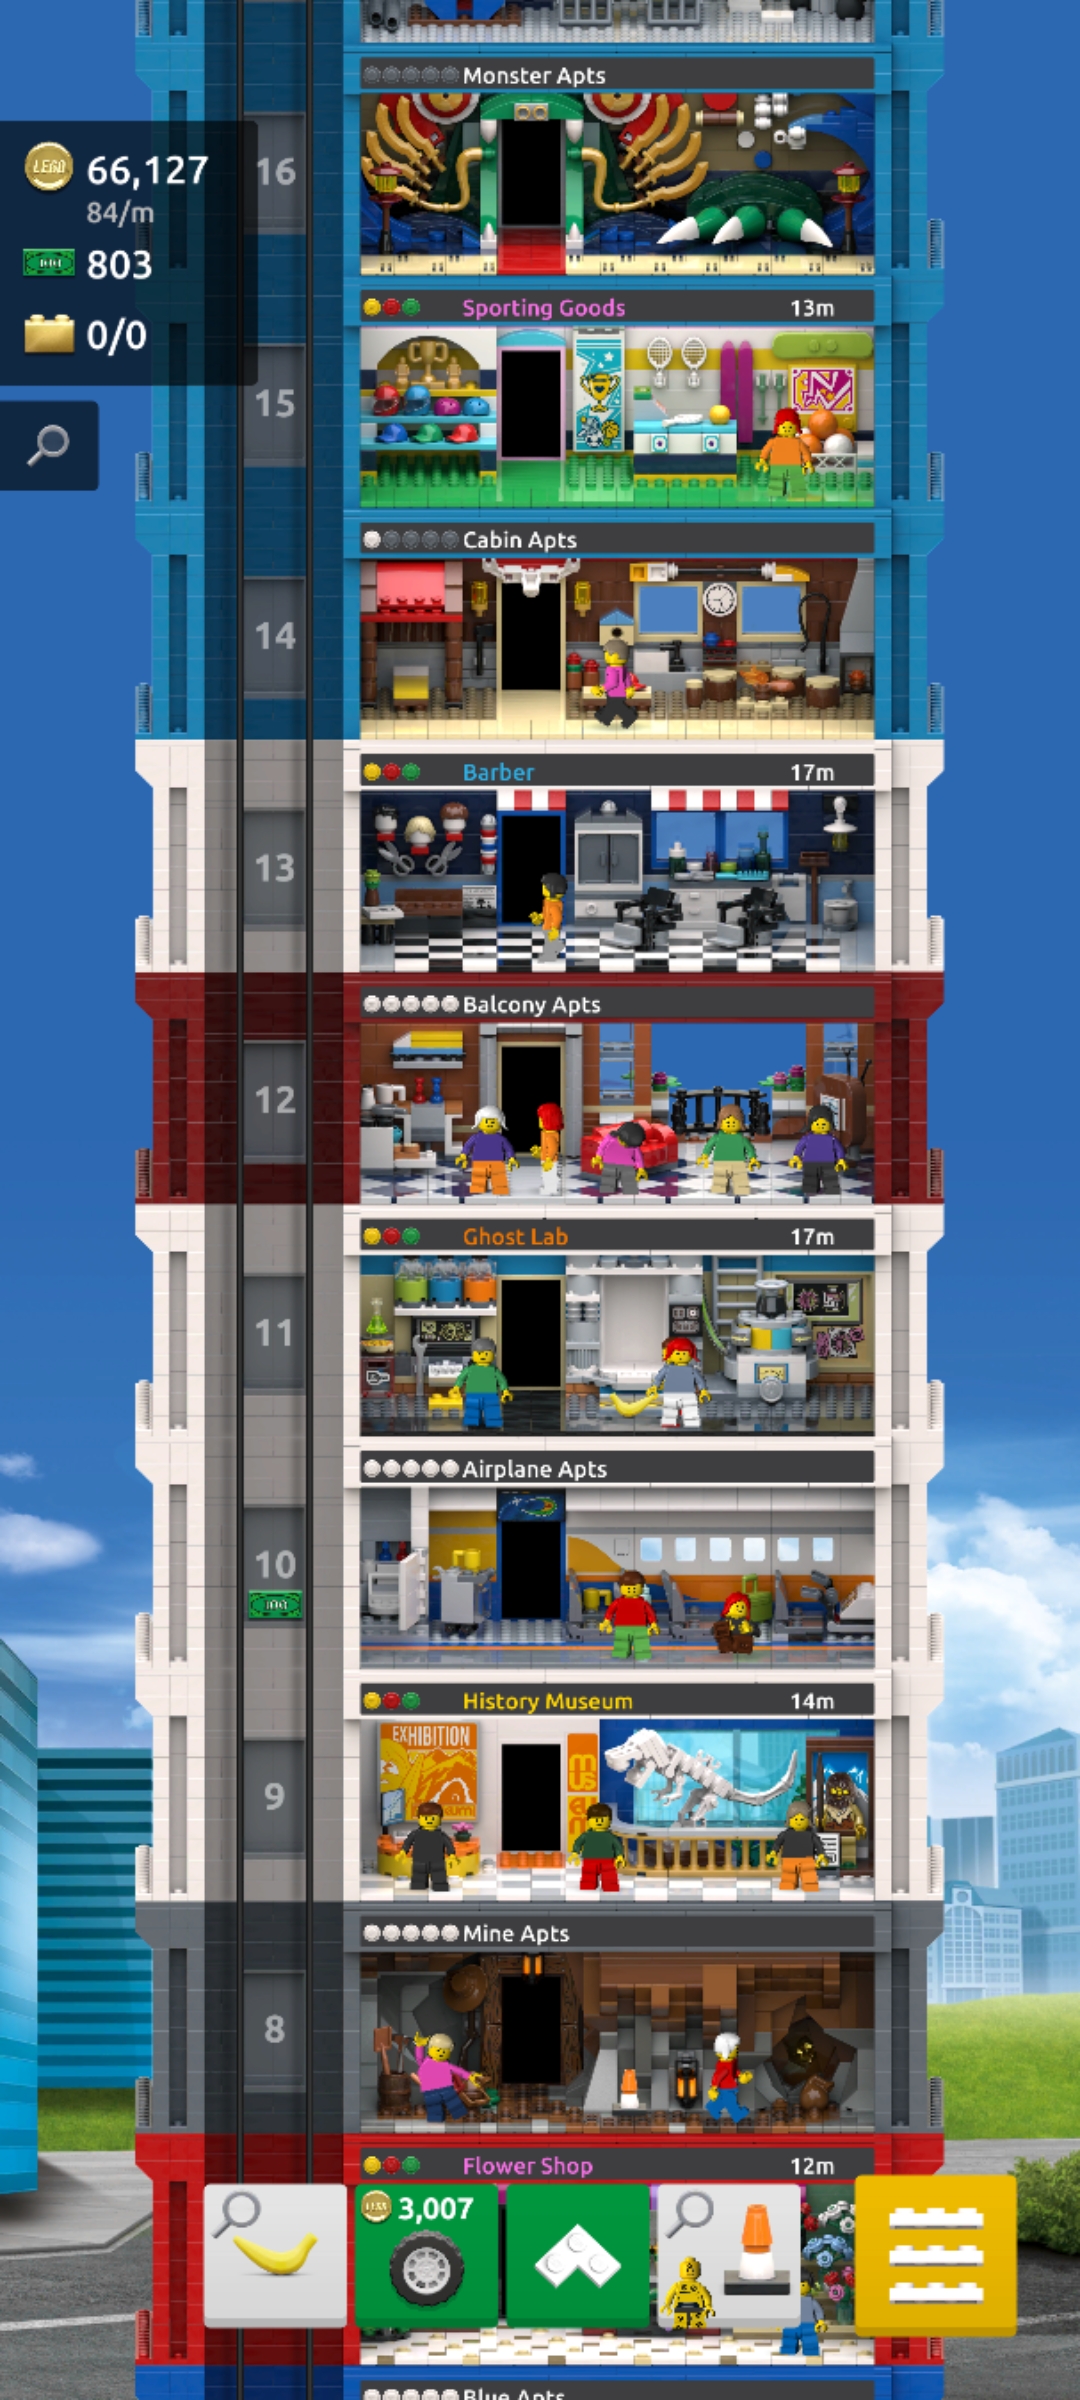 Monster Apts
66,127
84/m
803
0/0
16
Sporting Goods 13m
15
Cabin Apts
14
Barber 17m
13
Balcony Apts
12
Ghost Lab 17m
11
Airplane Apts
10
History Museum 14m
EXHIBITION
9
Mine Apts
8
Flower Shop 12m
3,007
Blue Apts